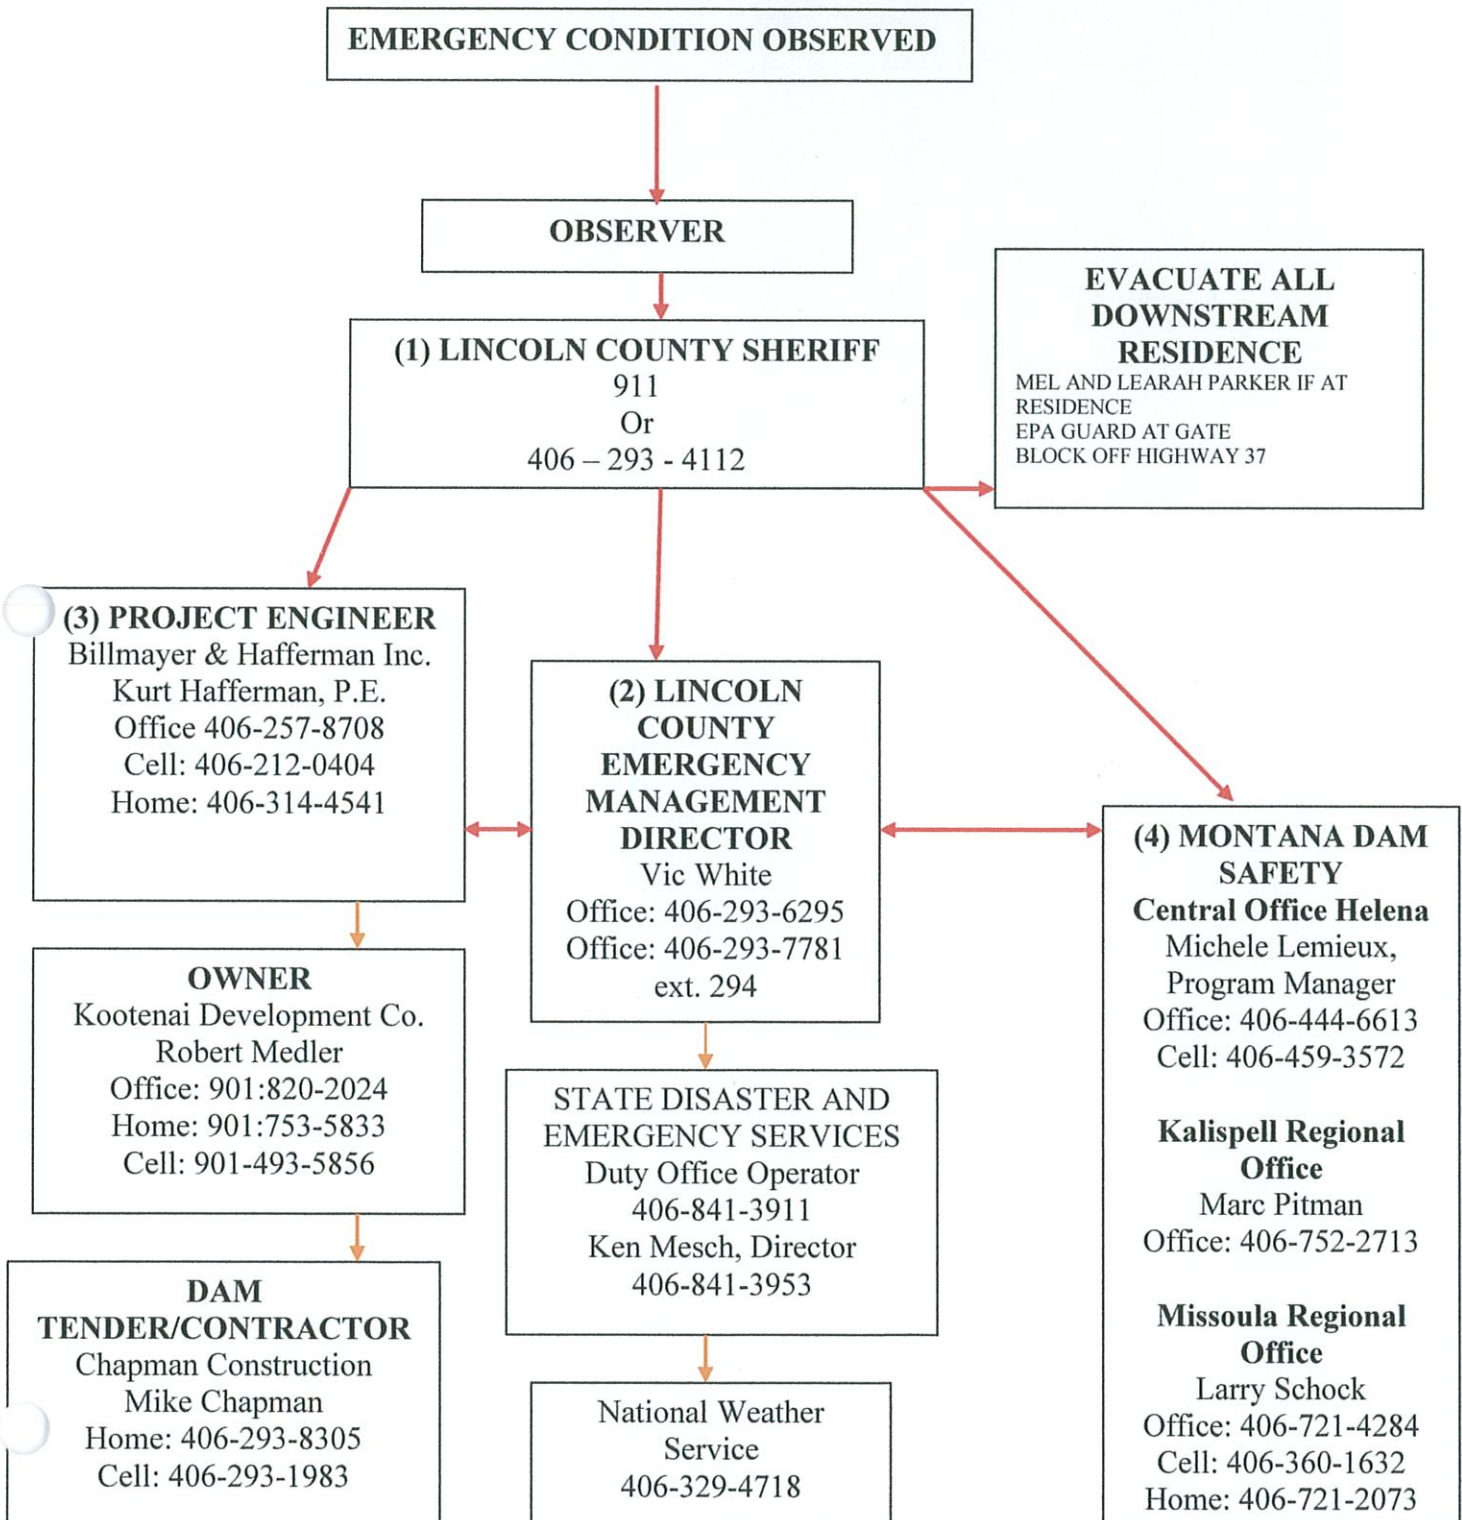 EMERGENCY CONDITION OBSERVED
OBSERVER
(1) LINCOLN COUNTY SHERIFF
911
Or
406 – 293 - 4112
EVACUATE ALL
DOWNSTREAM
RESIDENCE
MEL AND LEARAH PARKER IF AT
RESIDENCE
EPA GUARD AT GATE
BLOCK OFF HIGHWAY 37
(3) PROJECT ENGINEER
Billmayer & Hafferman Inc.
Kurt Hafferman, P.E.
Office 406-257-8708
Cell: 406-212-0404
Home: 406-314-4541
(2) LINCOLN
COUNTY
EMERGENCY
MANAGEMENT
DIRECTOR
Vic White
Office: 406-293-6295
Office: 406-293-7781
ext. 294
(4) MONTANA DAM
SAFETY
Central Office Helena
Michele Lemieux,
Program Manager
Office: 406-444-6613
Cell: 406-459-3572
Kalispell Regional
Office
Marc Pitman
Office: 406-752-2713
Missoula Regional
Office
Larry Schock
Office: 406-721-4284
Cell: 406-360-1632
Home: 406-721-2073
OWNER
Kootenai Development Co.
Robert Medler
Office: 901:820-2024
Home: 901:753-5833
Cell: 901-493-5856
STATE DISASTER AND
EMERGENCY SERVICES
Duty Office Operator
406-841-3911
Ken Mesch, Director
406-841-3953
DAM
TENDER/CONTRACTOR
Chapman Construction
Mike Chapman
Home: 406-293-8305
Cell: 406-293-1983
National Weather
Service
406-329-4718